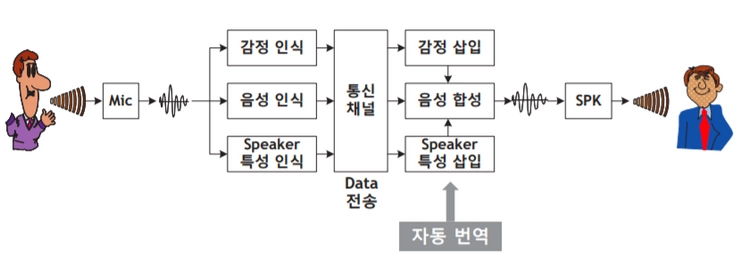 감정 인식
감정 삽입
Mic
음성 인식
통신
채널
음성 합성
SPK
Speaker
특성 인식
Speaker
특성 삽입
Data
전송
자동 번역